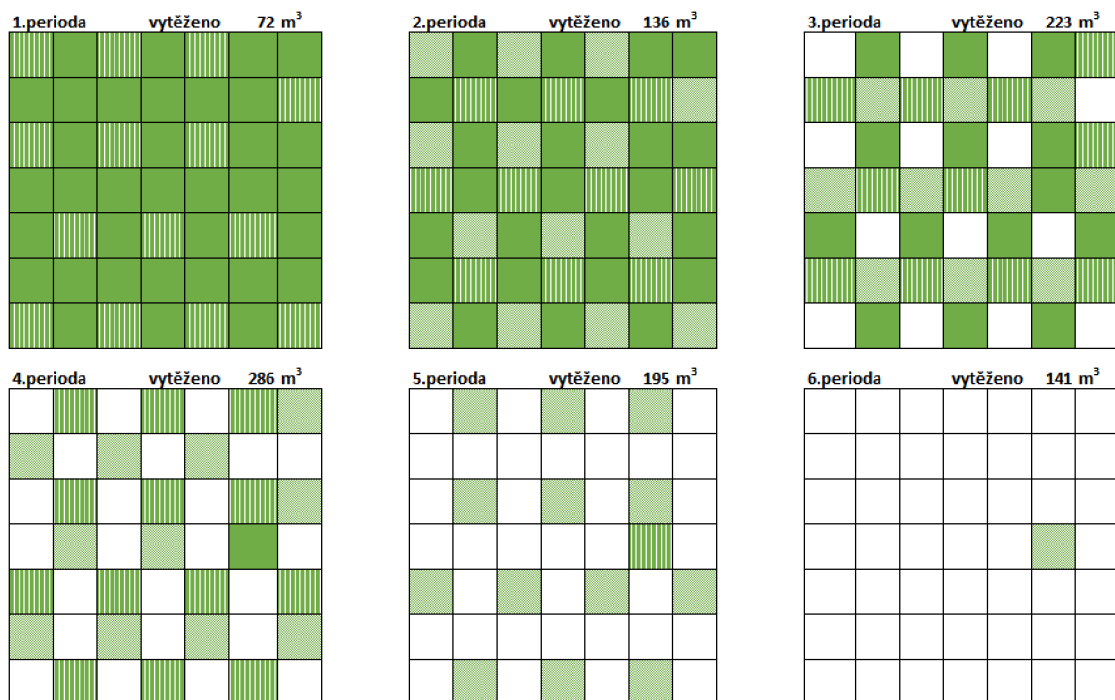 1.perioda vytěženo 72 m³
2.perioda vytěženo 136 m³
3.perioda vytěženo 223 m³
4.perioda vytěženo 286 m³
5.perioda vytěženo 195 m³
6.perioda vytěženo 141 m³